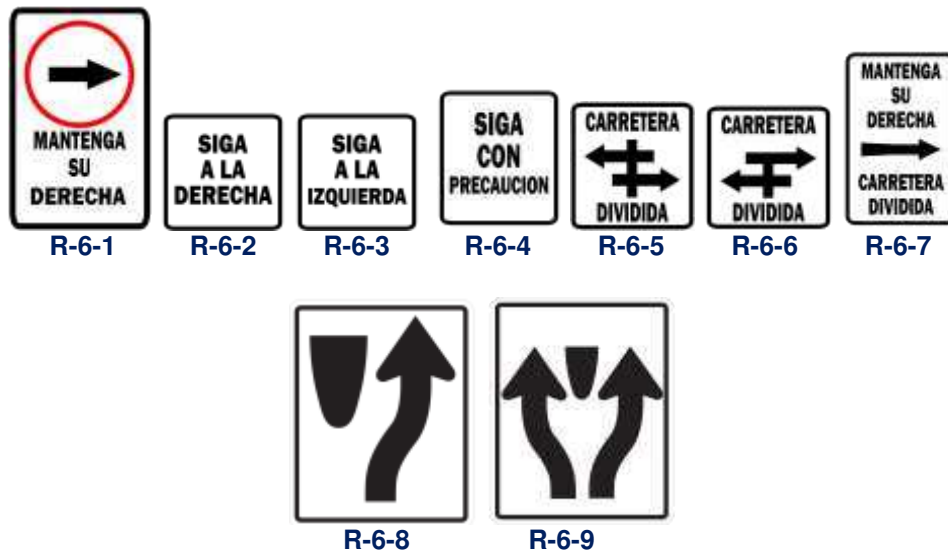 MANTENGA
SU
DERECHA
R-6-1
SIGA
A LA
DERECHA
R-6-2
SIGA
A LA
IZQUIERDA
R-6-3
SIGA
CON
PRECAUCION
R-6-4
CARRETERA
DIVIDIDA
R-6-5
CARRETERA
DIVIDIDA
R-6-6
MANTENGA
SU
DERECHA
CARRETERA
DIVIDIDA
R-6-7
R-6-8
R-6-9